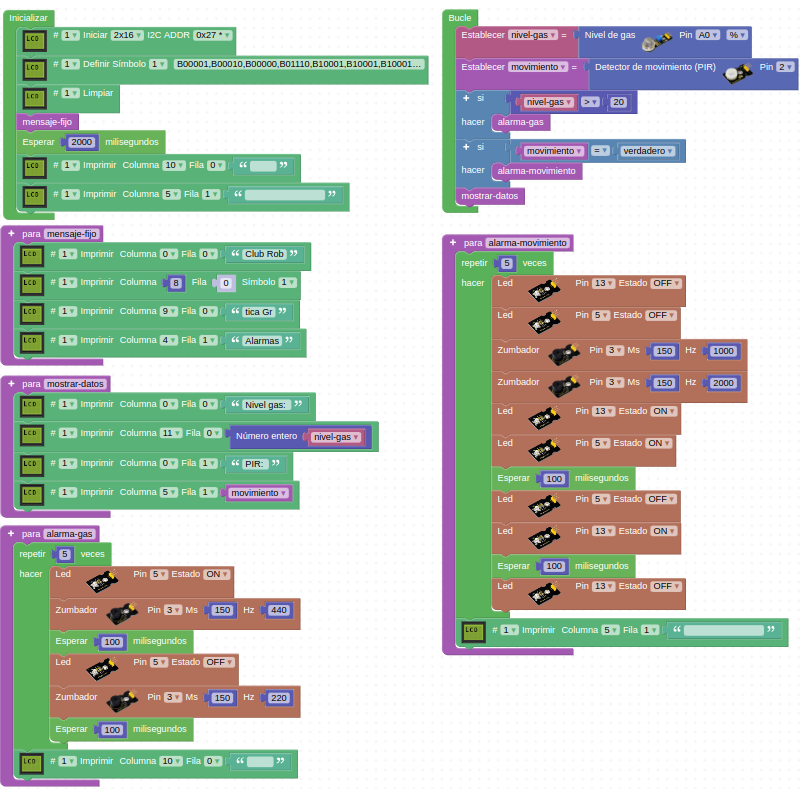 Inicializar
LCD # 1 Iniciar 2x16 I2C ADDR 0x27 *
LCD # 1 Definir Símbolo 1 B00001,B00010,B00000,B01110,B10001,B10001,B10001...
LCD # 1 Limpiar
mensaje-fijo
Esperar 2000 milisegundos
LCD # 1 Imprimir Columna 10 Fila 0 “ ”
LCD # 1 Imprimir Columna 5 Fila 1 “ ”
+ para mensaje-fijo
LCD # 1 Imprimir Columna 0 Fila 0 “ Club Rob ”
LCD # 1 Imprimir Columna 8 Fila 0 Símbolo 1
LCD # 1 Imprimir Columna 9 Fila 0 “ tica Gr ”
LCD # 1 Imprimir Columna 4 Fila 1 “ Alarmas ”
+ para mostrar-datos
LCD # 1 Imprimir Columna 0 Fila 0 “ Nivel gas: ”
LCD # 1 Imprimir Columna 11 Fila 0 Número entero nivel-gas
LCD # 1 Imprimir Columna 0 Fila 1 “ PIR: ”
LCD # 1 Imprimir Columna 5 Fila 1 movimiento
+ para alarma-gas
repetir 5 veces
hacer Led Pin 5 Estado ON
Zumbador Pin 3 Ms 150 Hz 440
Esperar 100 milisegundos
Led Pin 5 Estado OFF
Zumbador Pin 3 Ms 150 Hz 220
Esperar 100 milisegundos
LCD # 1 Imprimir Columna 10 Fila 0 “ ”
Bucle
Establecer nivel-gas = Nivel de gas Pin A0 %
Establecer movimiento = Detector de movimiento (PIR) Pin 2
+ si nivel-gas > 20
hacer alarma-gas
+ si movimiento = verdadero
hacer alarma-movimiento
mostrar-datos
+ para alarma-movimiento
repetir 5 veces
hacer Led Pin 13 Estado OFF
Led Pin 5 Estado OFF
Zumbador Pin 3 Ms 150 Hz 1000
Zumbador Pin 3 Ms 150 Hz 2000
Led Pin 13 Estado ON
Led Pin 5 Estado ON
Esperar 100 milisegundos
Led Pin 5 Estado OFF
Led Pin 13 Estado ON
Esperar 100 milisegundos
Led Pin 13 Estado OFF
LCD # 1 Imprimir Columna 5 Fila 1 “ ”